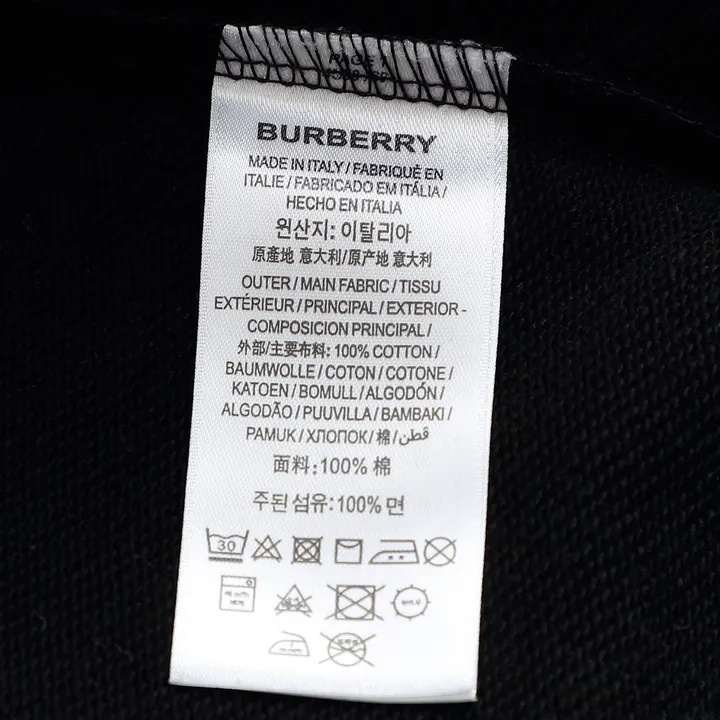 PAGE 1
BURBERRY
MADE IN ITALY / FABRIQUÉ EN
ITALIE / FABRICADO EM ITÁLIA /
HECHO EN ITALIA
원산지: 이탈리아
原產地 意大利/原产地 意大利
OUTER / MAIN FABRIC / TISSU
EXTÉRIEUR / PRINCIPAL / EXTERIOR -
COMPOSICION PRINCIPAL /
外部/主要布料: 100% COTTON /
BAUMWOLLE / COTON / COTONE /
KATOEN / BOMULL / ALGODÓN /
ALGODÃO / PUUVILLA / BAMBAKI /
PAMUK / ХЛОПОК / 棉 / قطن
面料: 100% 棉
주된 섬유: 100% 면
30